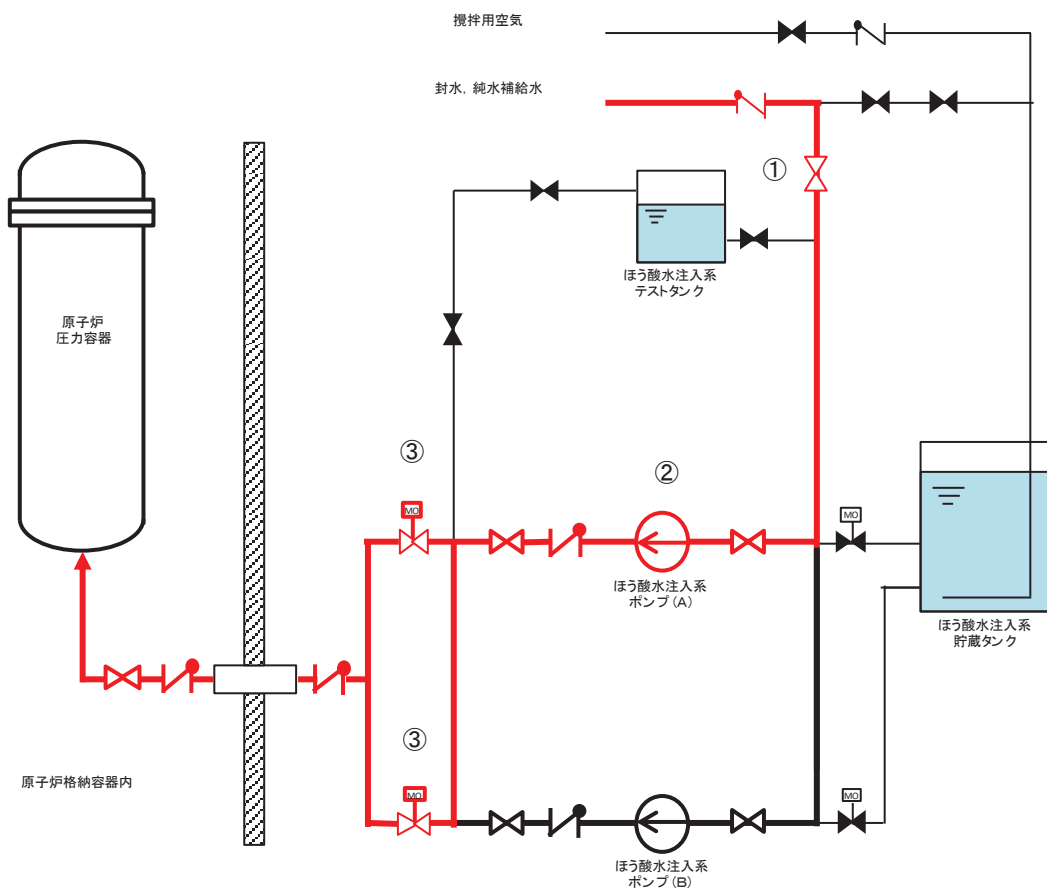 攪拌用空気
封水, 純水補給水
①
ほう酸水注入系
テストタンク
原子炉
圧力容器
③
②
MO
MO
ほう酸水注入系
ポンプ(A)
ほう酸水注入系
貯蔵タンク
③
原子炉格納容器内
MO
MO
ほう酸水注入系
ポンプ(B)